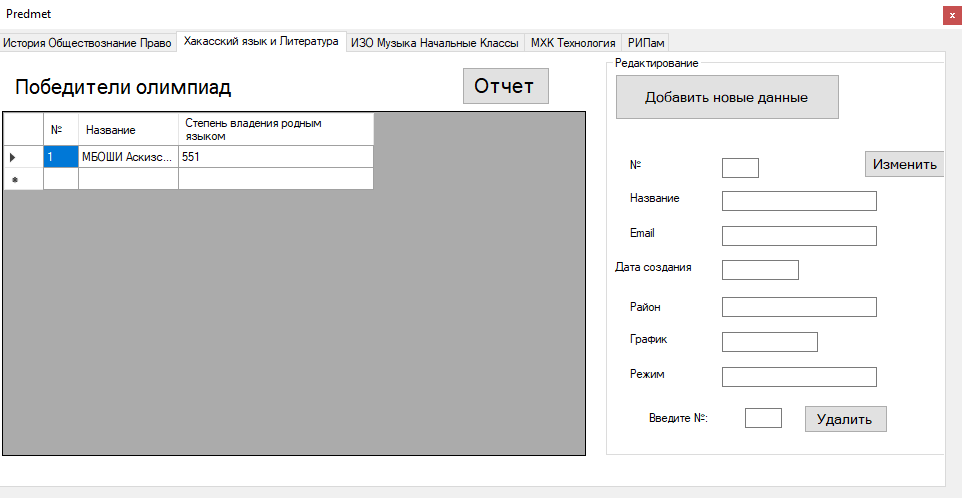 Predmet
История Обществознание Право Хакасский язык и Литература ИЗО Музыка Начальные Классы МХК Технология РИПам
Победители олимпиад
Отчет
№ Название Степень владения родным
языком
1 МБОШИ Аскизс... 551
Редактирование
Добавить новые данные
№
Изменить
Название
Email
Дата создания
Район
График
Режим
Введите №:
Удалить